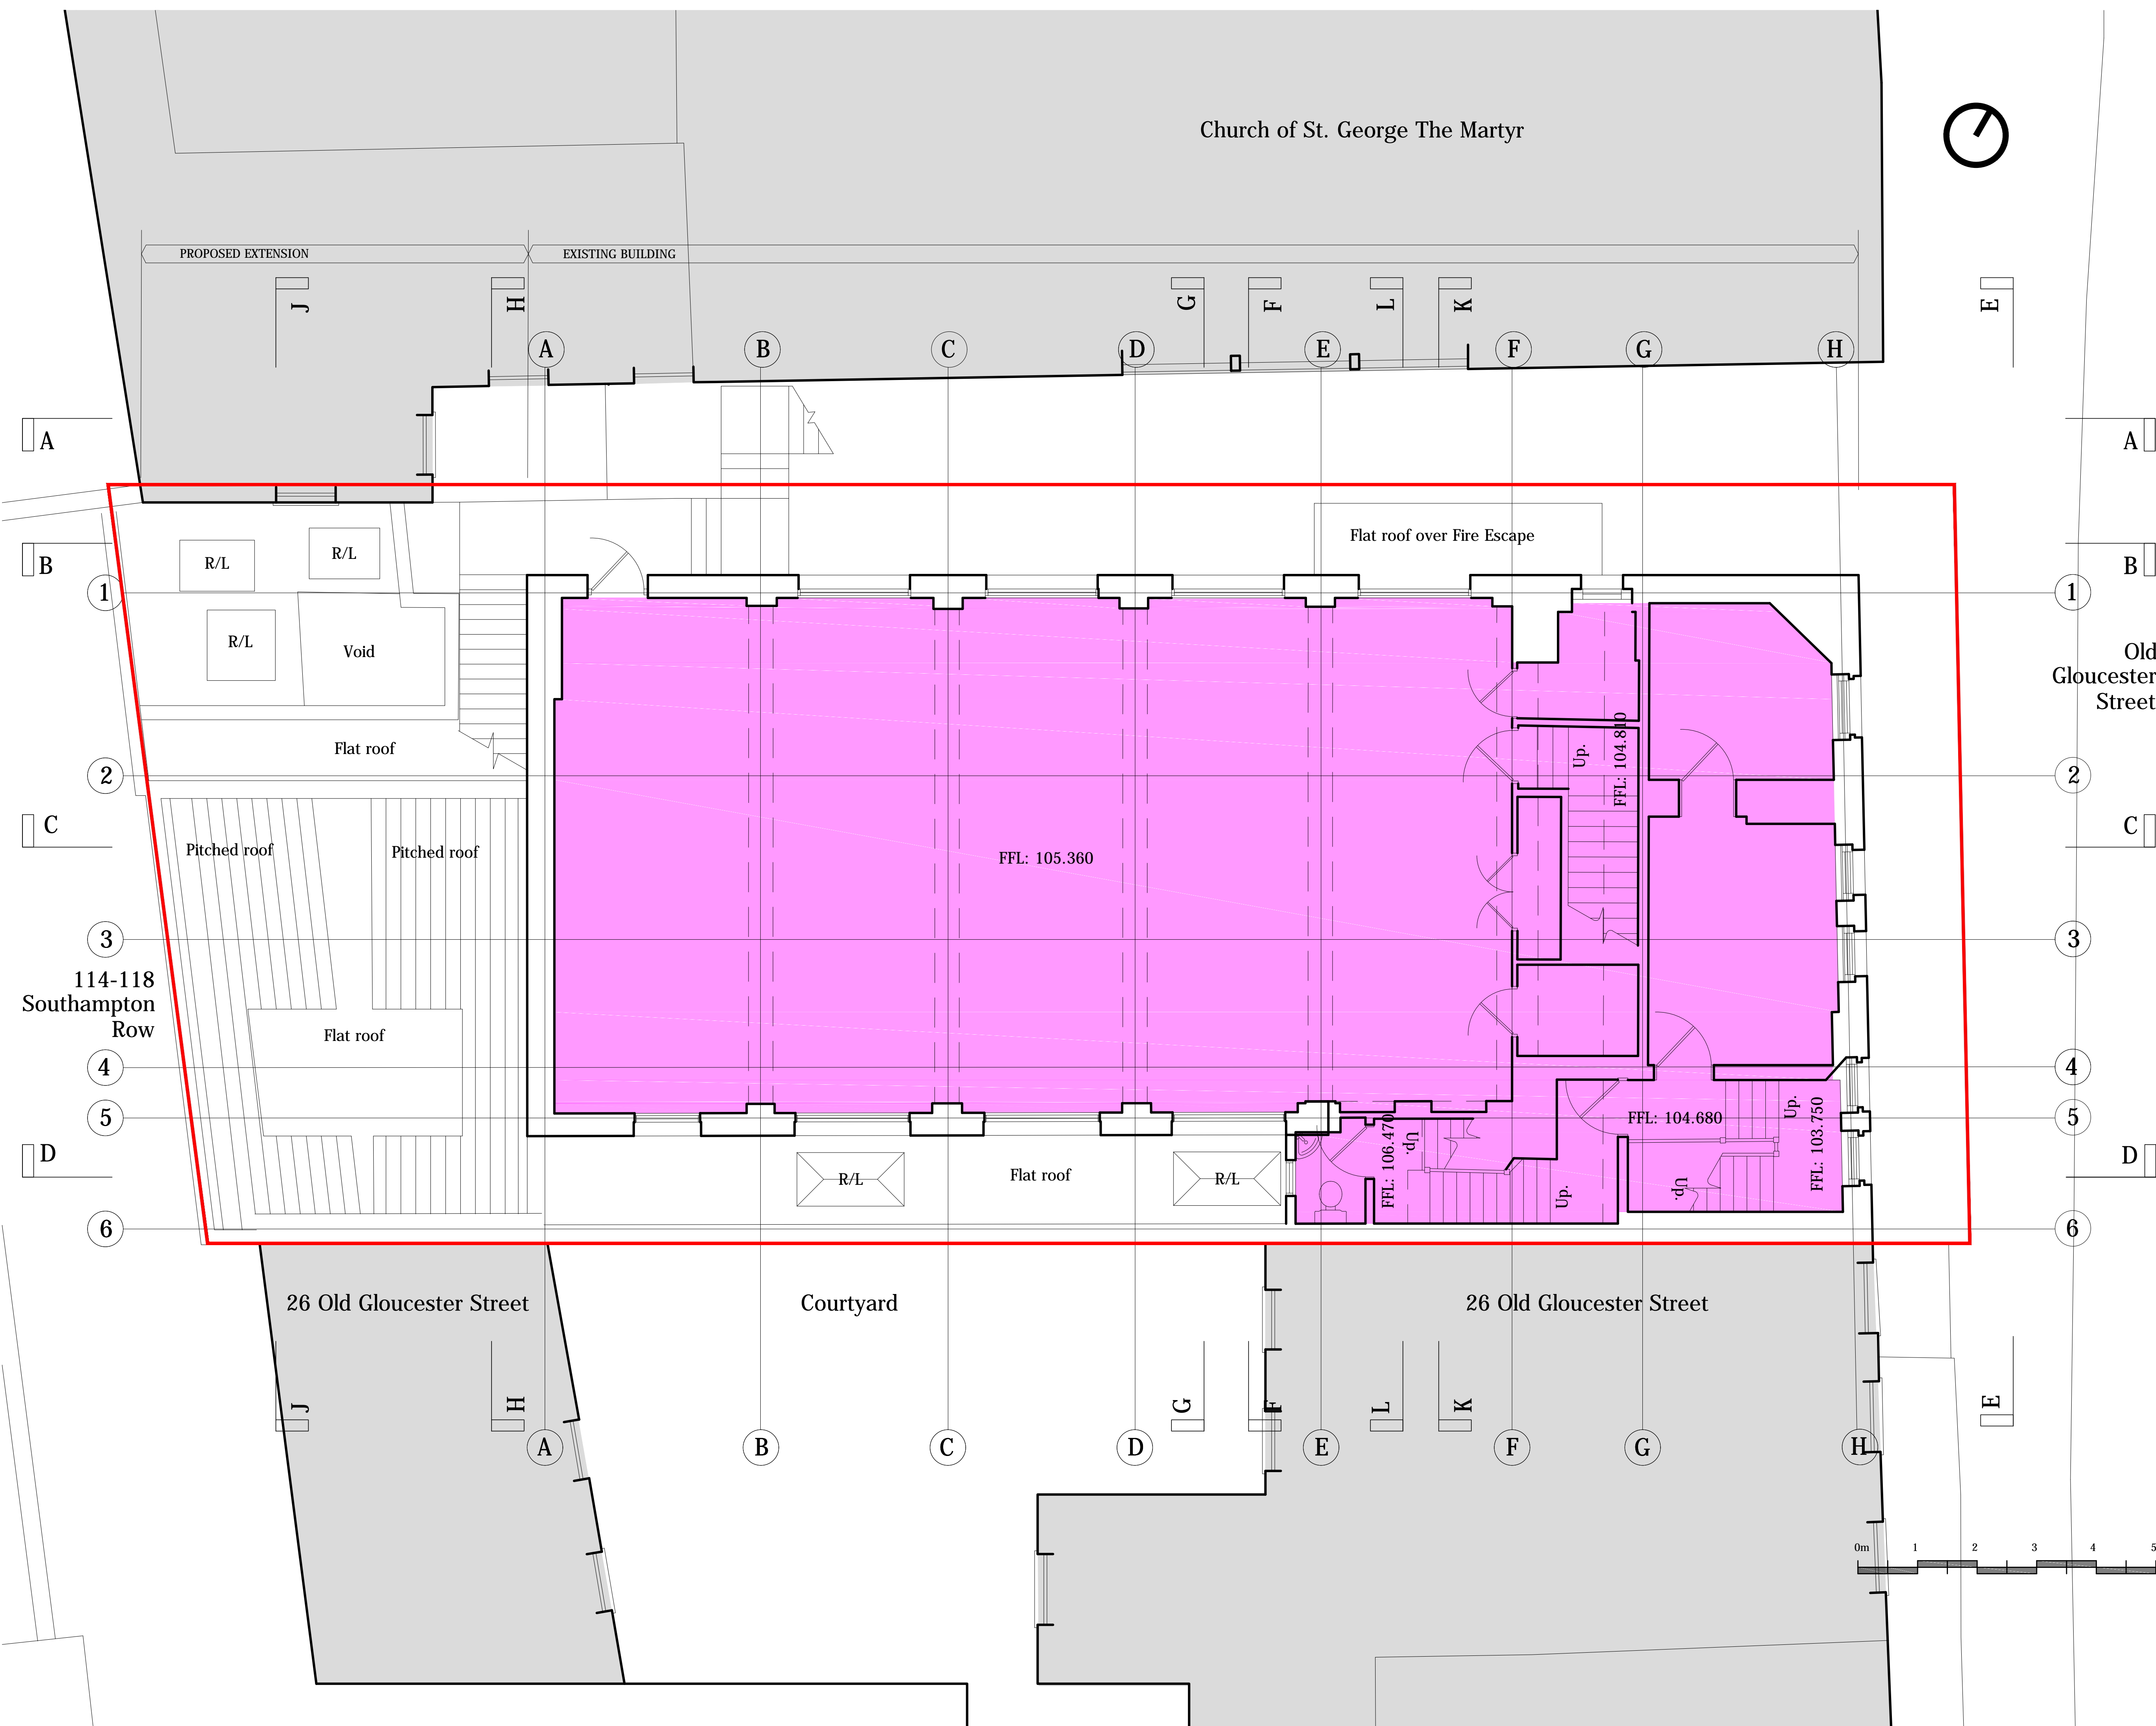 Church of St. George The Martyr
PROPOSED EXTENSION
EXISTING BUILDING
J
H
G
F
L
K
E
A
B
C
D
E
F
G
H
A
A
Flat roof over Fire Escape
B
B
R/L
R/L
1
1
R/L
Void
Old
Gloucester
Street
Flat roof
Up.
FFL: 104.810
2
2
C
C
Pitched roof
Pitched roof
FFL: 105.360
3
3
114-118
Southampton
Row
Flat roof
4
4
5
5
FFL: 106.470
Up.
FFL: 104.680
Up.
FFL: 103.750
D
D
R/L
Flat roof
R/L
Up.
Up.
6
6
26 Old Gloucester Street
Courtyard
26 Old Gloucester Street
J
H
G
F
L
K
E
A
B
C
D
E
F
G
H
0m
1
2
3
4
5